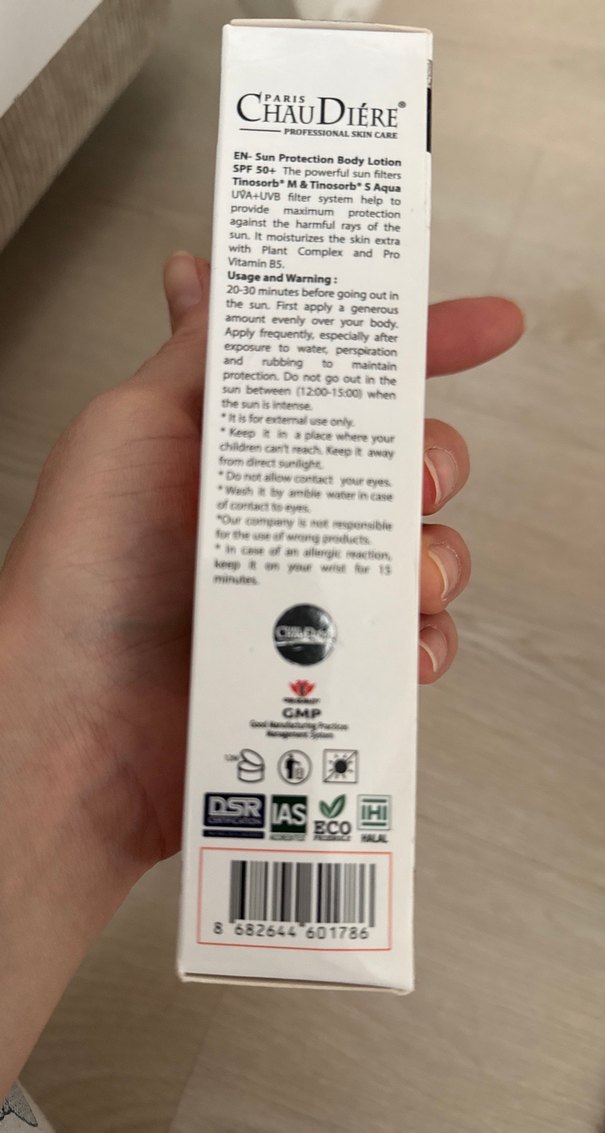 PARIS
CHAUDIÉRE®
PROFESSIONAL SKIN CARE
EN- Sun Protection Body Lotion
SPF 50+ The powerful sun filters
Tinosorb® M & Tinosorb® S Aqua
UVA+UVB filter system help to
provide maximum protection
against the harmful rays of the
sun. It moisturizes the skin extra
with Plant Complex and Pro
Vitamin B5.
Usage and Warning :
20-30 minutes before going out in
the sun. First apply a generous
amount evenly over your body.
Apply frequently, especially after
exposure to water, perspiration
and rubbing to maintain
protection. Do not go out in the
sun between (12:00-15:00) when
the sun is intense.
* It is for external use only.
* Keep it in a place where your
children can't reach. Keep it away
from direct sunlight.
* Do not allow contact your eyes.
* Wash it by amble water in case
of contact to eyes.
*Our company is not responsible
for the use of wrong products.
* In case of an allergic reaction,
keep it on your wrist for 15
minutes.
GMP
Good Manufacturing Practices
Management System
DSR IAS ECO IHI
CERTIFICATION HALAL
8 682644 601786